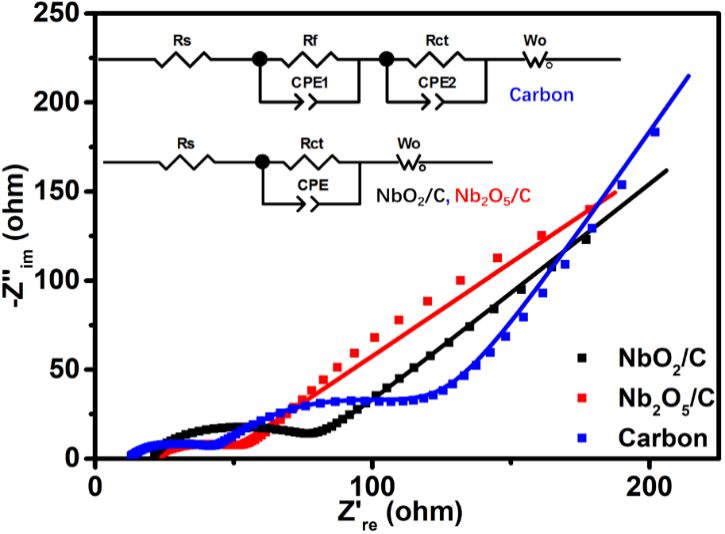 250
200
150
100
50
0
-Z''im (ohm)
Rs Rf Rct Wo
CPE1 CPE2
Carbon
Rs Rct Wo
CPE
NbO2/C, Nb2O5/C
NbO2/C
Nb2O5/C
Carbon
0 100 200
Z're (ohm)